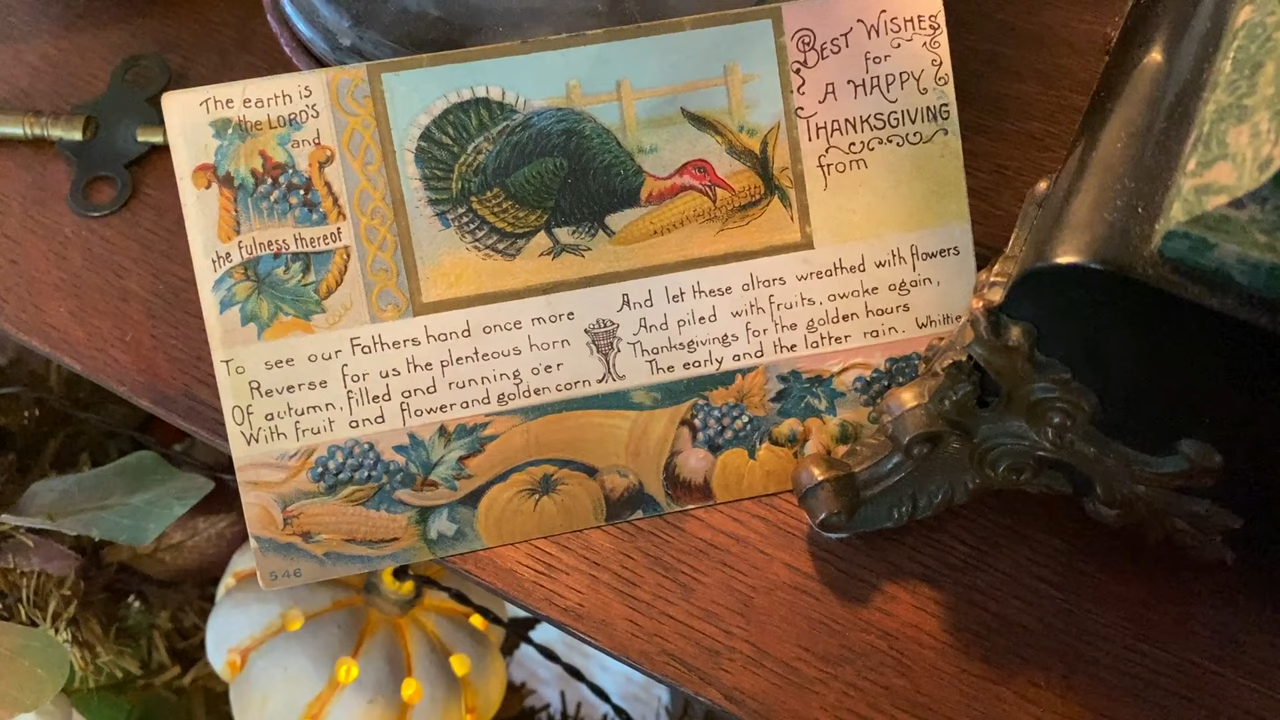 The earth is
the LORD'S
and
the fulness thereof
BEST WISHES
for
A HAPPY
THANKSGIVING
from
To see our Fathers hand once more
Reverse for us the plenteous horn
Of autumn, filled and running o'er
With fruit and flower and golden corn
And let these altars wreathed with flowers
And piled with fruits, awake again,
Thanksgivings for the golden hours
The early and the latter rain. Whittie
546